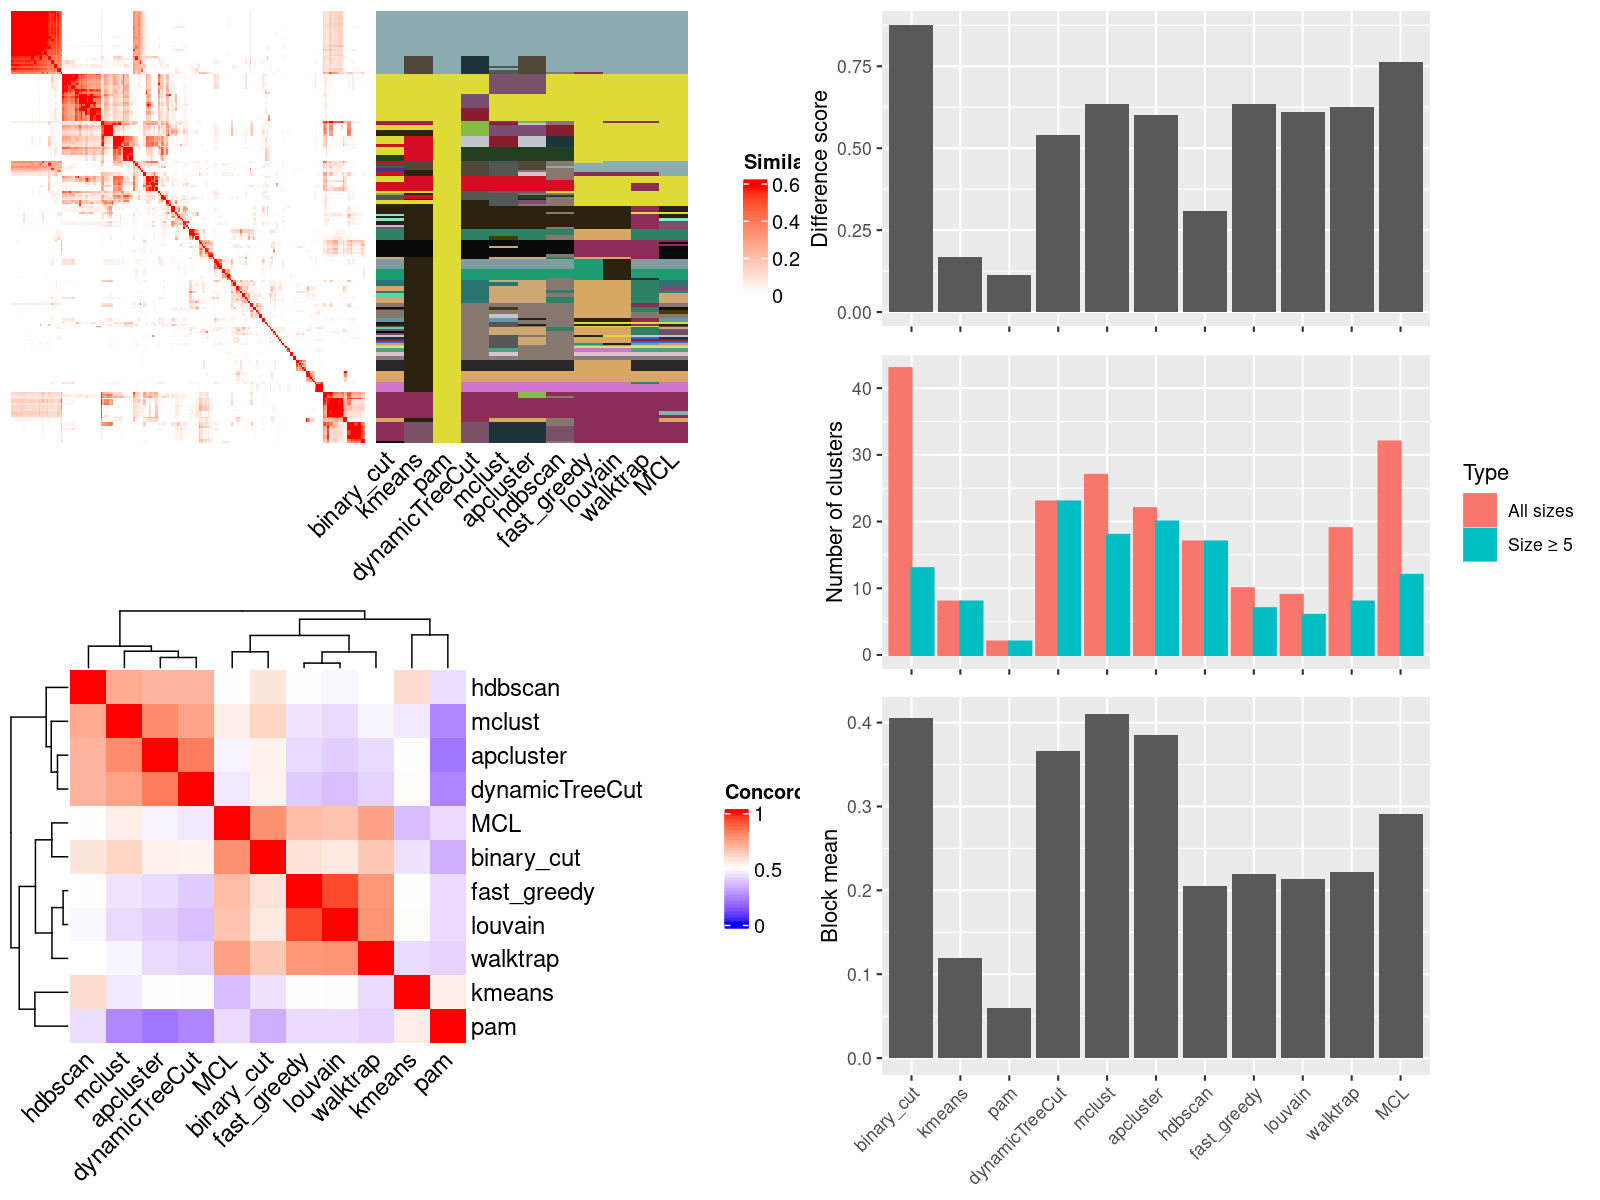 Simila
0.6
0.4
0.2
0
binary_cut
kmeans
pam
dynamicTreeCut
mclust
apcluster
hdbscan
fast_greedy
louvain
walktrap
MCL
Concord
1
0.5
0
hdbscan
mclust
apcluster
dynamicTreeCut
MCL
binary_cut
fast_greedy
louvain
walktrap
kmeans
pam
hdbscan
mclust
apcluster
dynamicTreeCut
MCL
binary_cut
fast_greedy
louvain
walktrap
kmeans
pam
Difference score
0.75
0.50
0.25
0.00
Number of clusters
40
30
20
10
0
Type
All sizes
Size ≥ 5
Block mean
0.4
0.3
0.2
0.1
0.0
binary_cut
kmeans
pam
dynamicTreeCut
mclust
apcluster
hdbscan
fast_greedy
louvain
walktrap
MCL